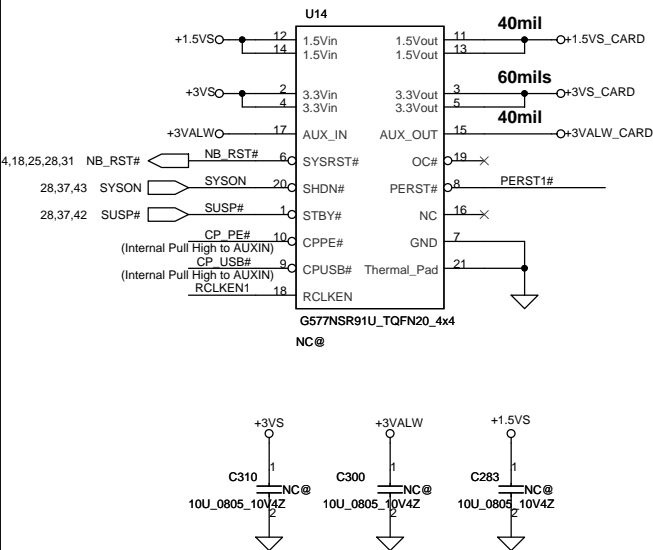 U14
40mil
+1.5VS 12 1.5Vin 1.5Vout 11 +1.5VS_CARD
14 1.5Vin 1.5Vout 13
60mils
+3VS 2 3.3Vin 3.3Vout 3 +3VS_CARD
4 3.3Vin 3.3Vout 5
40mil
+3VALW 17 AUX_IN AUX_OUT 15 +3VALW_CARD
4,18,25,28,31 NB_RST# NB_RST# 6 SYSRST# OC# 19
28,37,43 SYSON SYSON 20 SHDN# PERST# 8 PERST1#
28,37,42 SUSP# SUSP# 1 STBY# NC 16
CP_PE# 10 CPPE# GND 7
(Internal Pull High to AUXIN)
CP_USB# 9 CPUSB# Thermal_Pad 21
(Internal Pull High to AUXIN)
RCLKEN1 18 RCLKEN
G577NSR91U_TQFN20_4x4
NC@
+3VS +3VALW +1.5VS
1 1 1
C310 C300 C283
NC@ NC@ NC@
10U_0805_10V4Z 10U_0805_10V4Z 10U_0805_10V4Z
2 2 2